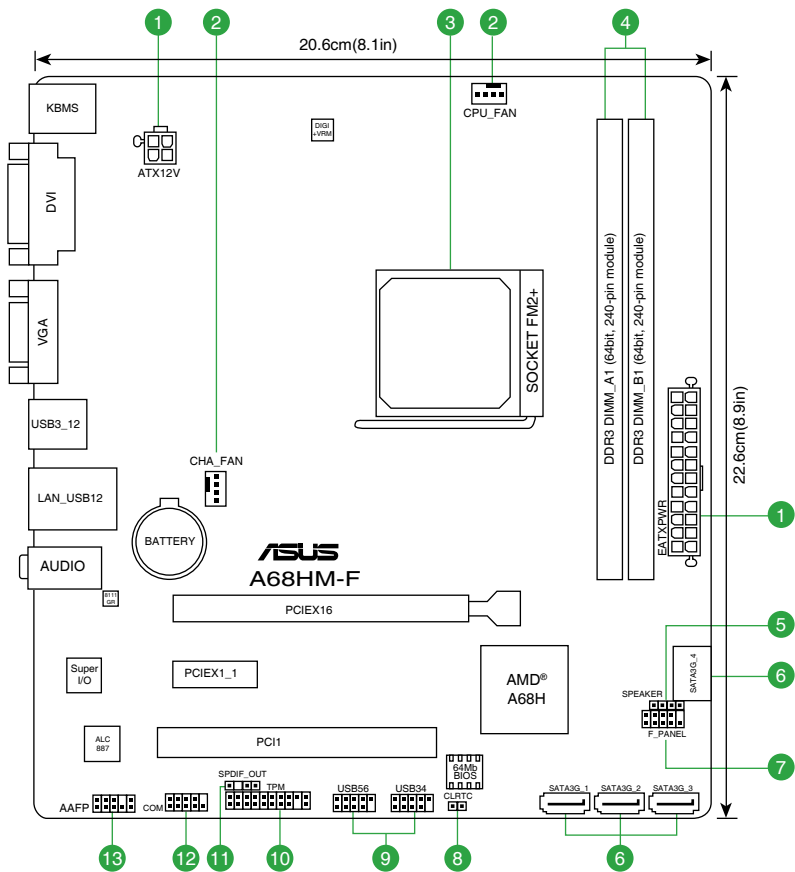 1
2
3
2
4
20.6cm(8.1in)
KBMS
CPU_FAN
DIGI
+VRM
ATX12V
DVI
DDR3 DIMM_A1 (64bit, 240-pin module)
DDR3 DIMM_B1 (64bit, 240-pin module)
SOCKET FM2+
VGA
22.6cm(8.9in)
USB3_12
CHA_FAN
LAN_USB12
EATXPWR
1
BATTERY
ASUS
A68HM-F
AUDIO
8111
GR
PCIEX16
5
Super
I/O
PCIEX1_1
AMD®
A68H
SATA3G_4
6
SPEAKER
F_PANEL
ALC
887
PCI1
64Mb
BIOS
7
SPDIF_OUT
TPM
USB56
USB34
CLRTC
SATA3G_1
SATA3G_2
SATA3G_3
AAFP
COM
13
12
11
10
9
8
6